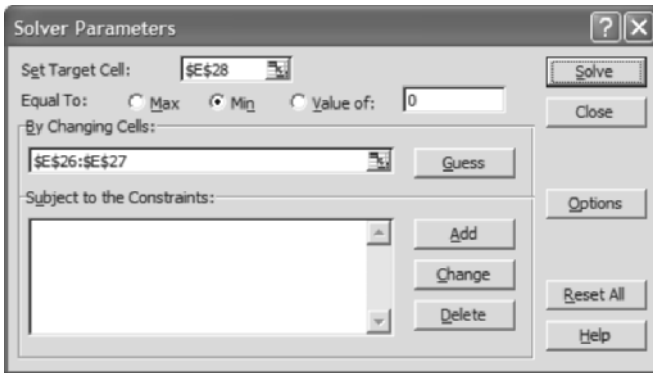 Solver Parameters
Set Target Cell: $E$28 Solve
Equal To: Max Min Value of: 0 Close
By Changing Cells:
$E$26:$E$27 Guess
Subject to the Constraints: Options
Add
Change
Reset All
Delete
Help